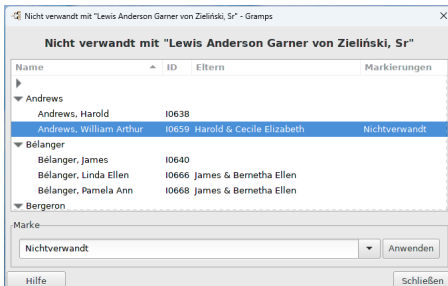 Nicht verwandt mit "Lewis Anderson Garner von Zieliński, Sr" - Gramps
Nicht verwandt mit "Lewis Anderson Garner von Zieliński, Sr"
Name ID Eltern Markierungen
Andrews
Andrews, Harold I0638
Andrews, William Arthur I0659 Harold & Cecile Elizabeth Nichtverwandt
Bélanger
Bélanger, James I0640
Bélanger, Linda Ellen I0666 James & Bernetha Ellen
Bélanger, Pamela Ann I0668 James & Bernetha Ellen
Bergeron
Marke
Nichtverwandt Anwenden
Hilfe Schließen